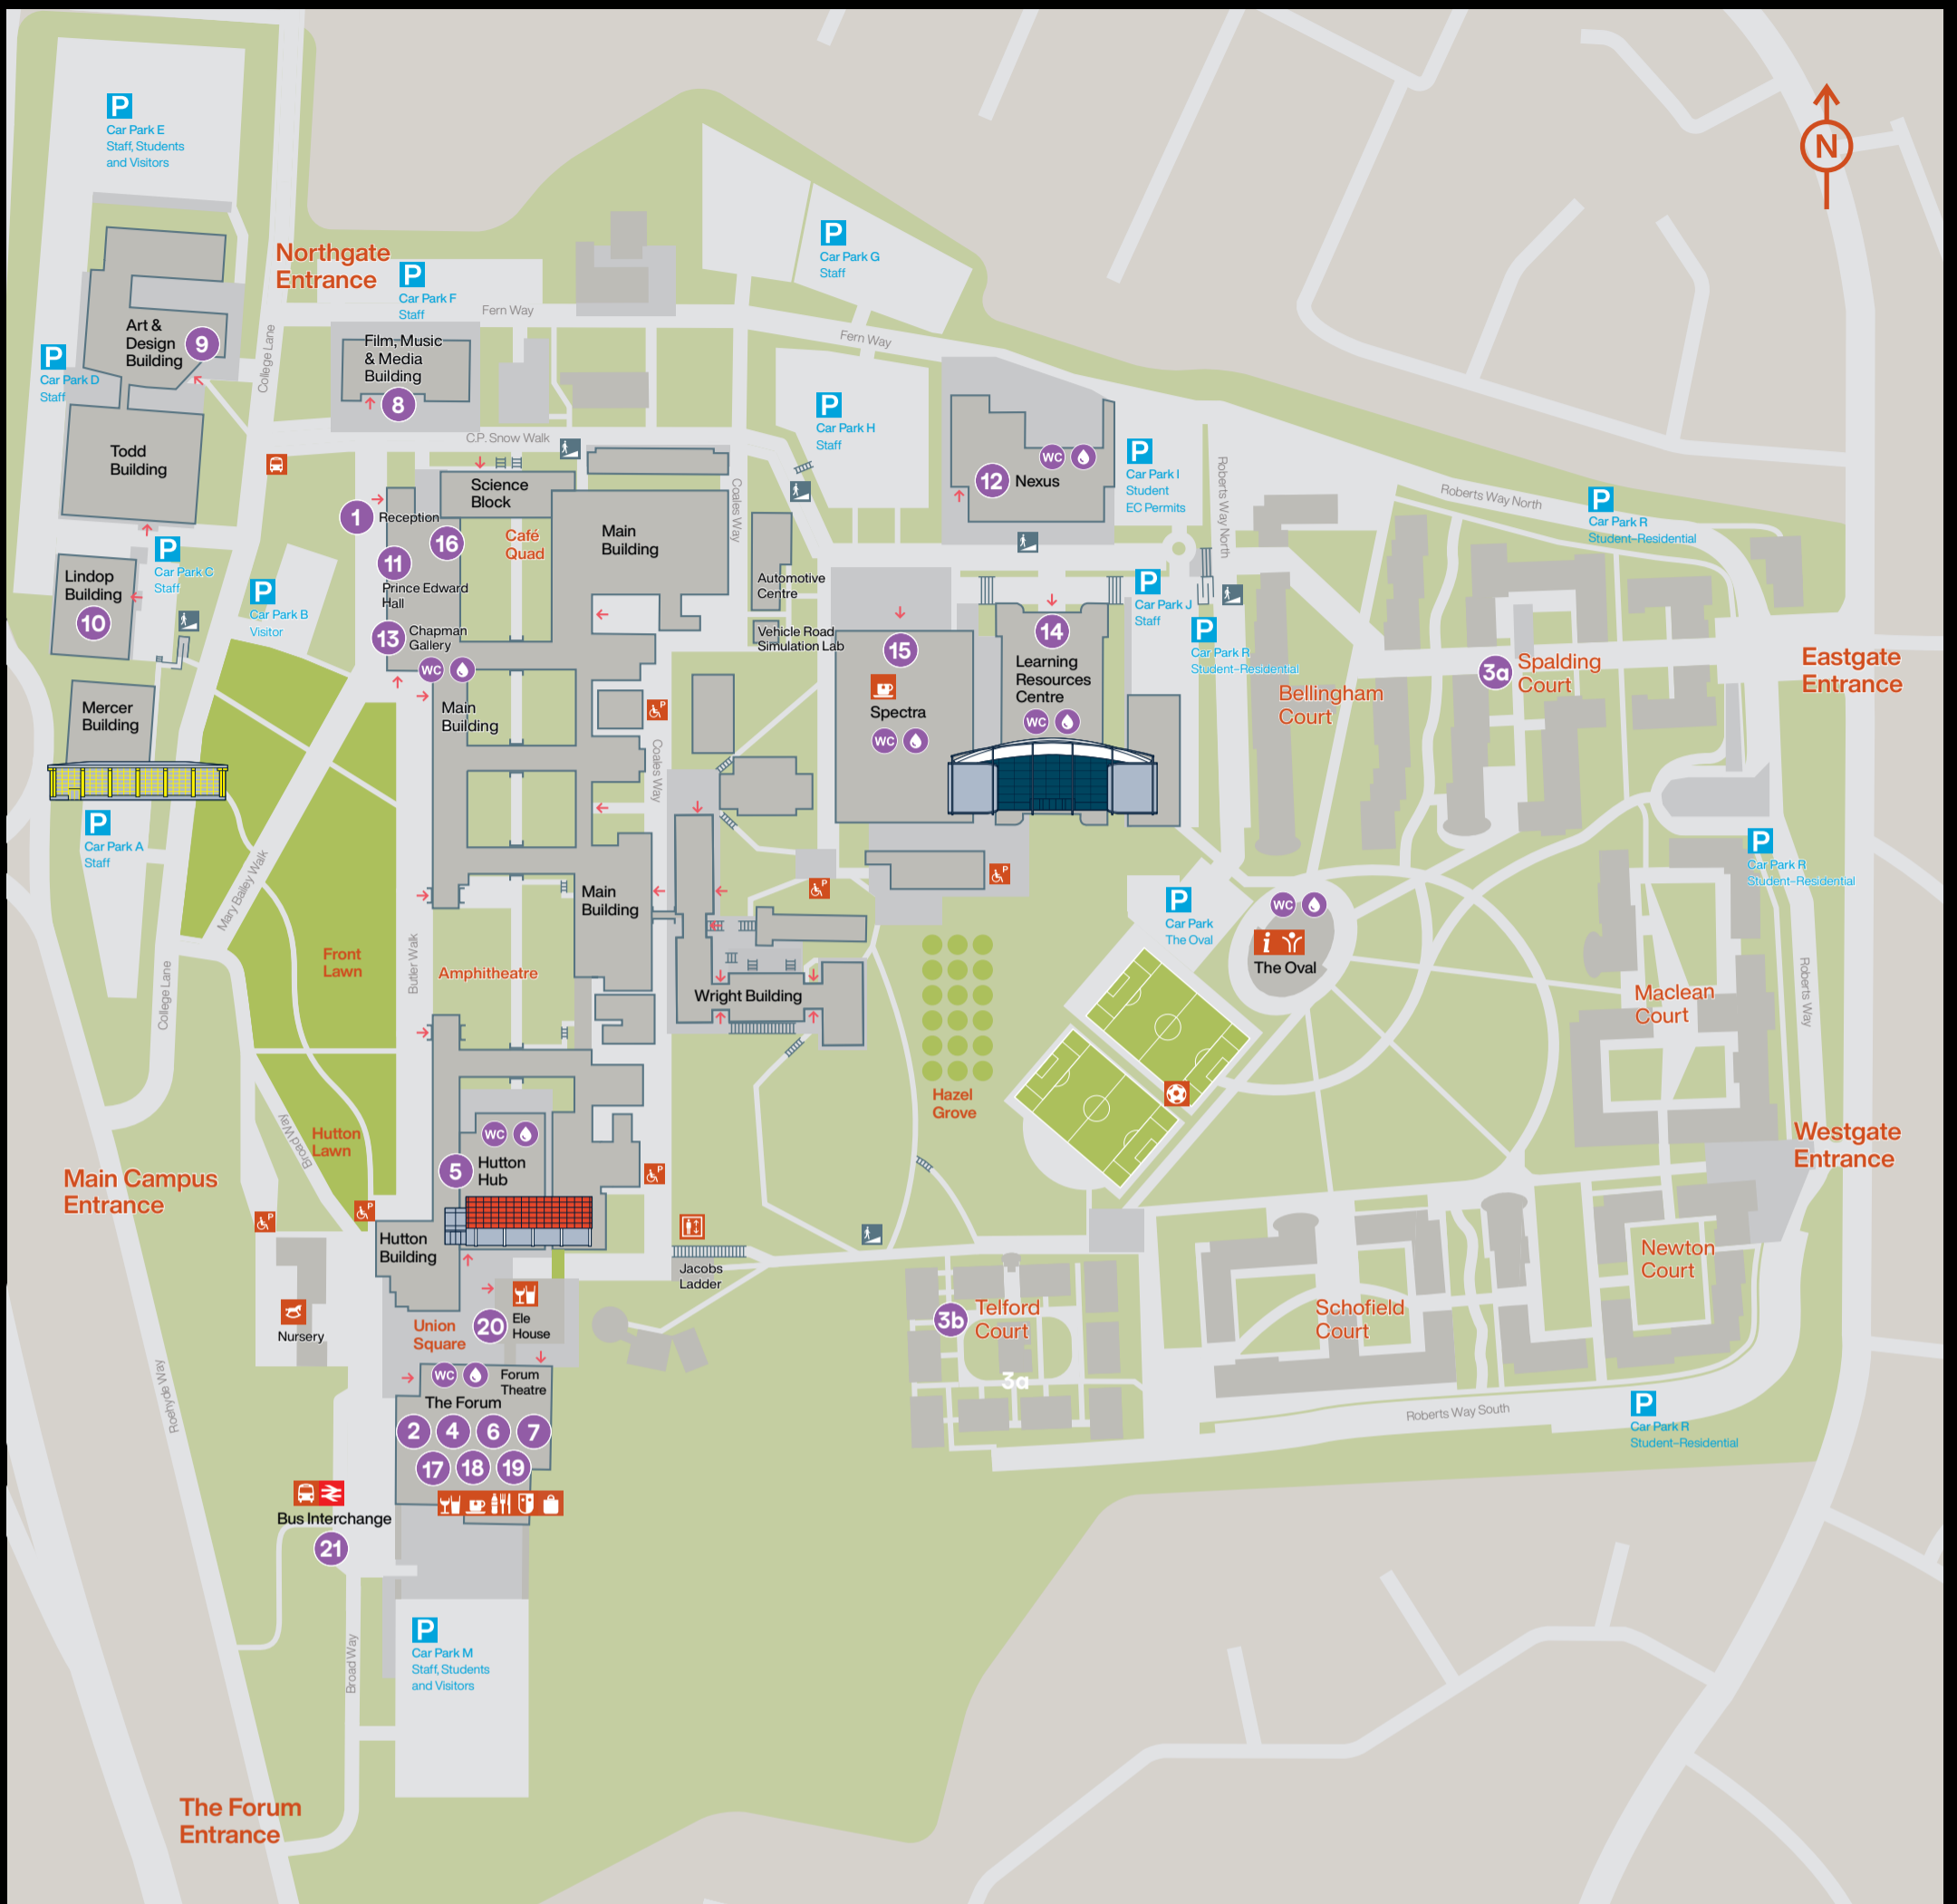 P
Car Park E
Staff, Students
and Visitors
N
Northgate
Entrance
P
Car Park F
Staff
P
Car Park G
Staff
Fern Way
Fern Way
Art &
Design
Building
9
College Lane
Film, Music
& Media
Building
8
P
Car Park D
Staff
P
Car Park H
Staff
C.P. Snow Walk
Todd
Building
Science
Block
WC
12
Nexus
P
Car Park I
Student
EC Permits
Roberts Way North
Roberts Way North
P
Car Park R
Student–Residential
1
Reception
16
Café
Quad
Main
Building
Coales Way
11
Prince Edward
Hall
P
Car Park C
Staff
Lindop
Building
10
P
Car Park B
Visitor
Automotive
Centre
Vehicle Road
Simulation Lab
P
Car Park J
Staff
P
Car Park R
Student–Residential
13
Chapman
Gallery
WC
15
Spectra
WC
14
Learning
Resources
Centre
WC
3a
Spalding
Court
Bellingham
Court
Eastgate
Entrance
Mercer
Building
Main
Building
P
Coales Way
P
Car Park A
Staff
P
Car Park R
Student–Residential
Mary Bailey Walk
Main
Building
P
P
P
Car Park
The Oval
WC
i
The Oval
Front
Lawn
Butler Walk
Amphitheatre
College Lane
Wright Building
Maclean
Court
Roberts Way
Hazel
Grove
Broad Way
Hutton
Lawn
WC
5
Hutton
Hub
P
Westgate
Entrance
Main Campus
Entrance
P
P
Hutton
Building
Jacobs
Ladder
Newton
Court
Nursery
Union
Square
20
Ele
House
3b
Telford
Court
3a
Schofield
Court
WC
Forum
Theatre
The Forum
2
4
6
7
17
18
19
Roehyde Way
Roberts Way South
P
Car Park R
Student–Residential
Bus Interchange
21
P
Car Park M
Staff, Students
and Visitors
Broad Way
The Forum
Entrance